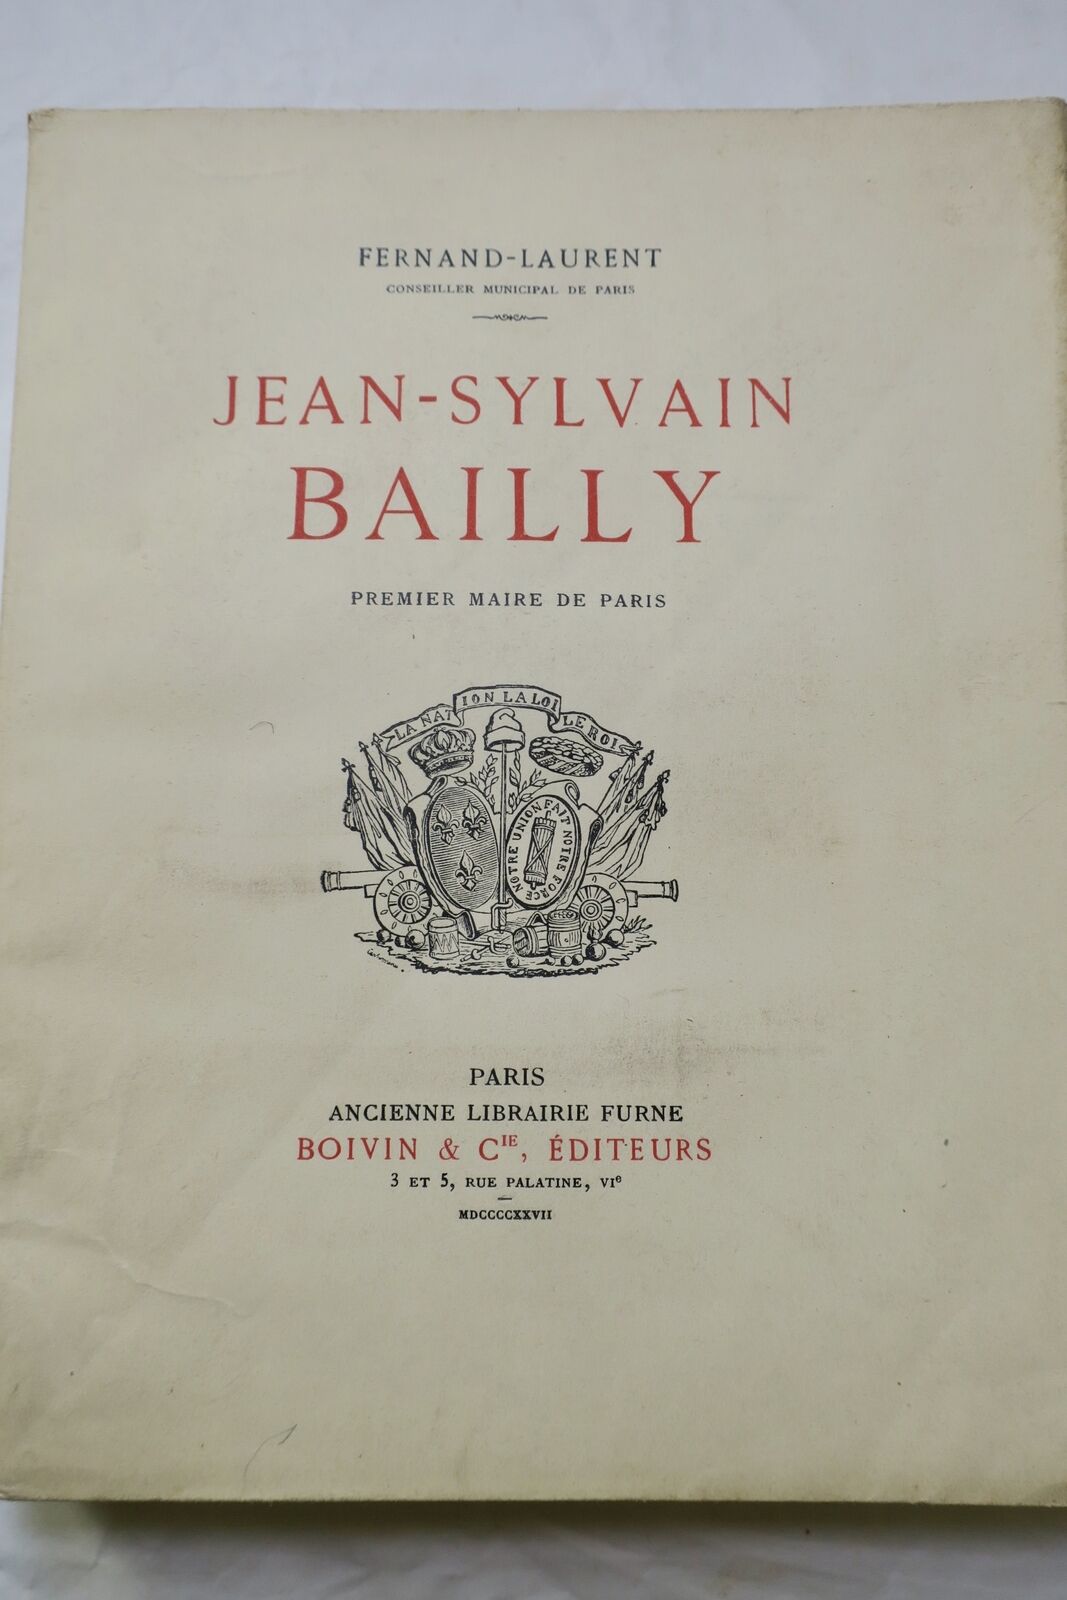 FERNAND-LAURENT
CONSEILLER MUNICIPAL DE PARIS
JEAN-SYLVAIN
BAILLY
PREMIER MAIRE DE PARIS
LA NATION LA LOI LE ROI
NOTRE UNION FAIT NOTRE FORCE
PARIS
ANCIENNE LIBRAIRIE FURNE
BOIVIN & CIE, ÉDITEURS
3 ET 5, RUE PALATINE, VIe
MDCCCCXXVII